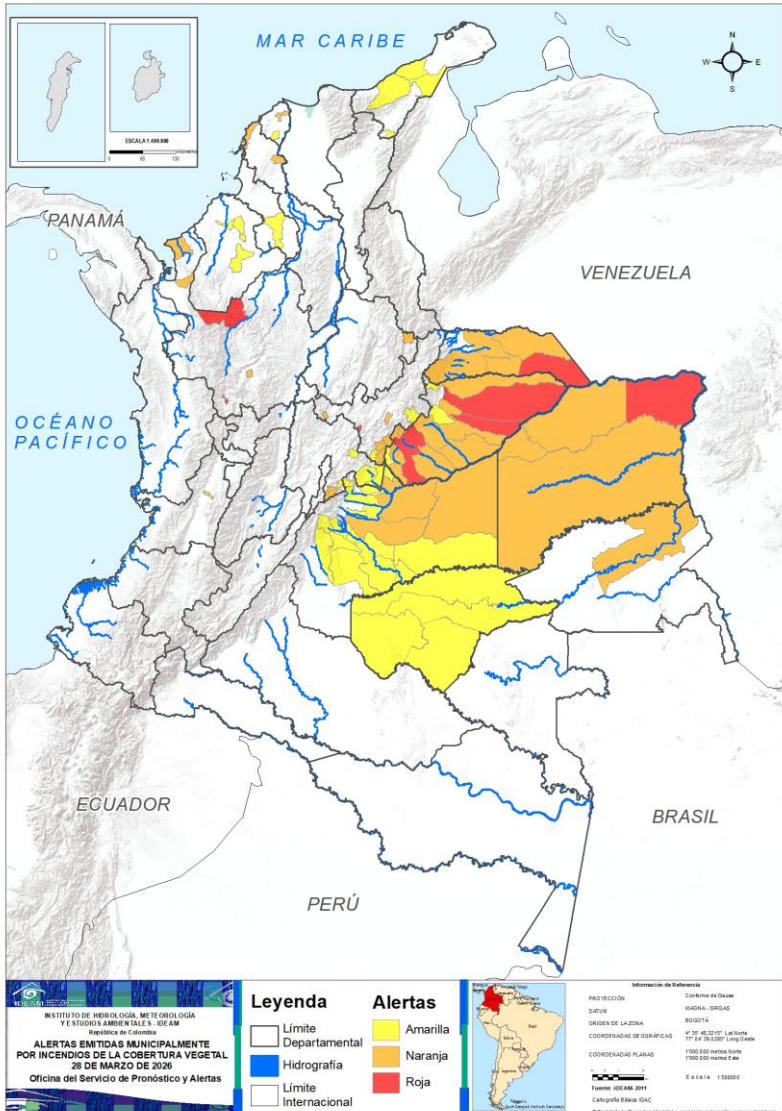 MAR CARIBE
N
W
E
S
ESCALA 1:400.000
PANAMÁ
VENEZUELA
OCÉANO
PACÍFICO
ECUADOR
BRASIL
PERÚ
IDEAM
INSTITUTO DE HIDROLOGÍA, METEOROLOGÍA
Y ESTUDIOS AMBIENTALES - IDEAM
República de Colombia
ALERTAS EMITIDAS MUNICIPALMENTE
POR INCENDIOS DE LA COBERTURA VEGETAL
28 DE MARZO DE 2026
Oficina del Servicio de Pronóstico y Alertas
Leyenda
Límite
Departamental
Hidrografía
Límite
Internacional
Alertas
Amarilla
Naranja
Roja
Información de Referencia
PROYECCIÓN Conforme de Gauss
DATUM MAGNA - SIRGAS
ORIGEN DE LA ZONA BOGOTÁ
COORDENADAS GEOGRÁFICAS
COORDENADAS PLANAS 1'000.000 metros Norte
1'000.000 metros Este
Escala
Fuente: IDEAM- 2011
Cartografía Básica IGAC